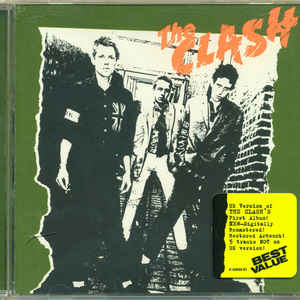 The
CLASH
US Version of
THE CLASH'S
First Album!
NEW-Digitally
Remastered!
Restored Artwork!
5 tracks NOT on
UK version!
BEST
VALUE